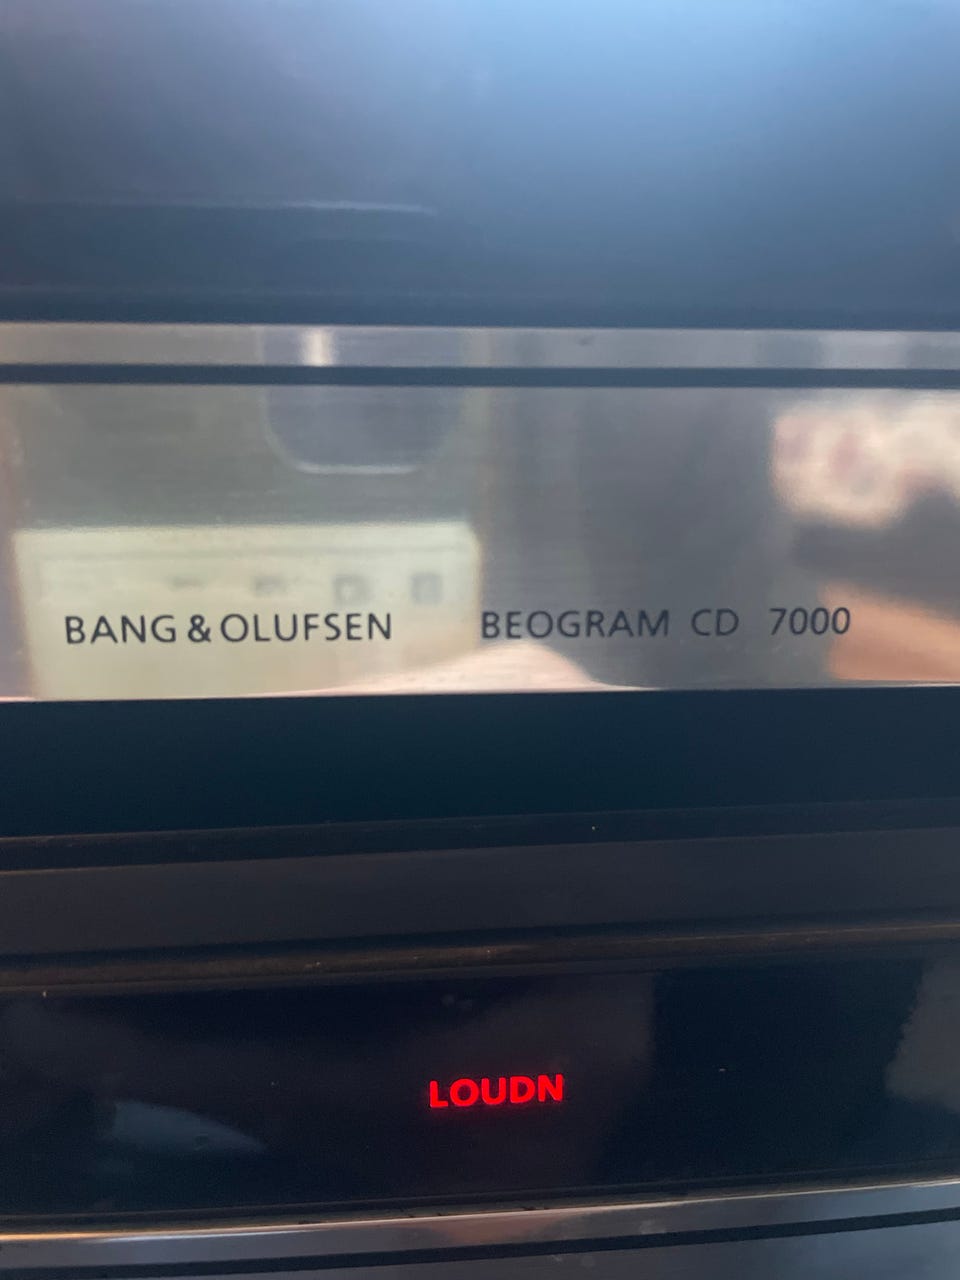 BANG & OLUFSEN BEOGRAM CD 7000
LOUDN